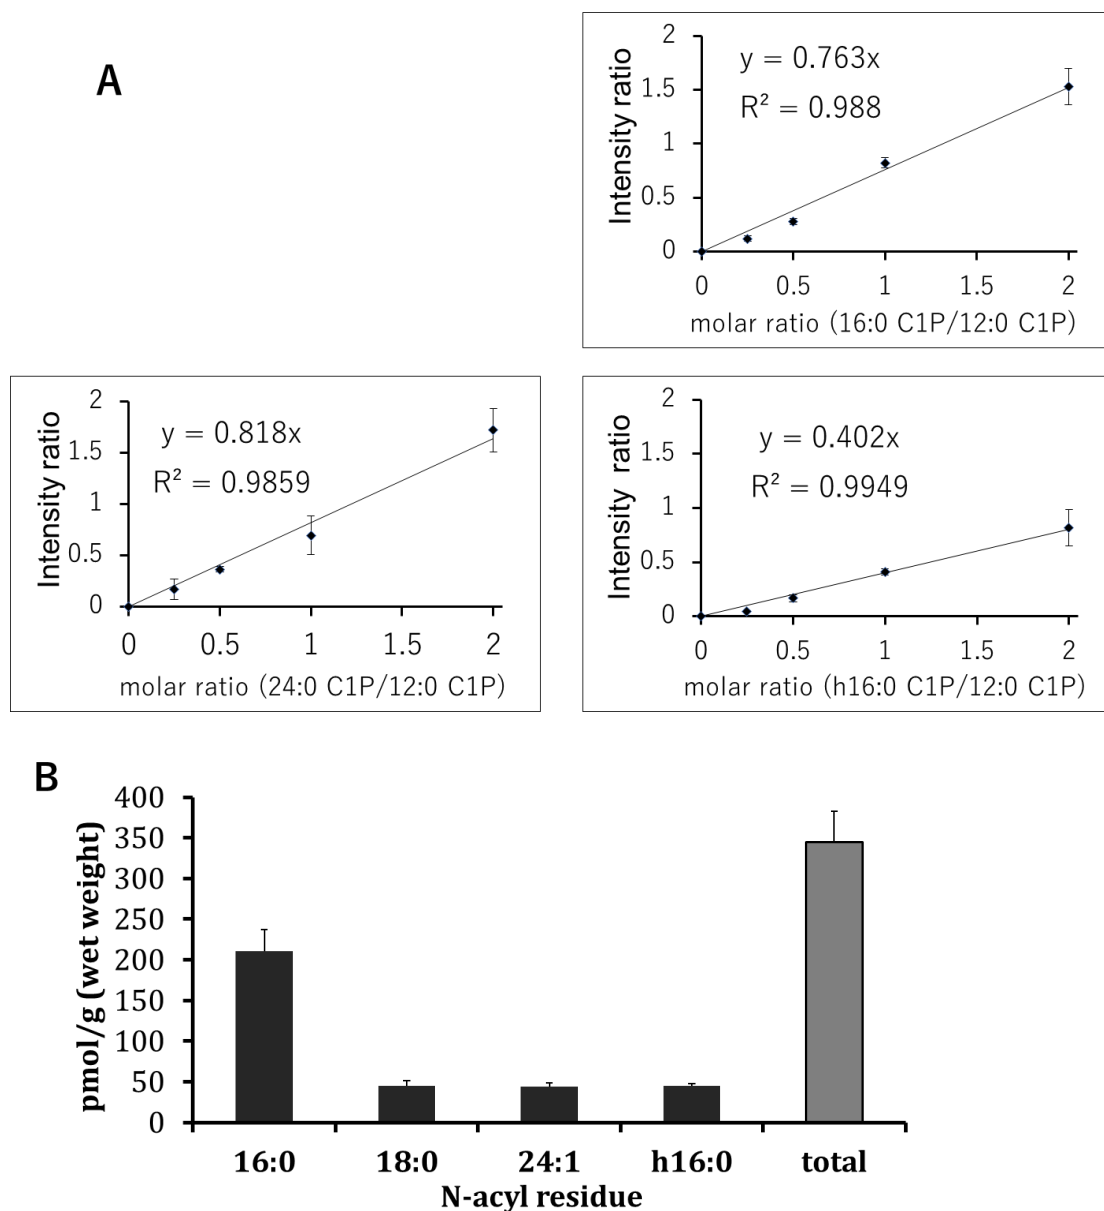 A
2
1.5
1
0.5
0
Intensity ratio
y = 0.763x
R² = 0.988
0 0.5 1 1.5 2
molar ratio (16:0 C1P/12:0 C1P)
2
1.5
1
0.5
0
Intensity ratio
y = 0.818x
R² = 0.9859
0 0.5 1 1.5 2
molar ratio (24:0 C1P/12:0 C1P)
2
1.5
1
0.5
0
Intensity ratio
y = 0.402x
R² = 0.9949
0 0.5 1 1.5 2
molar ratio (h16:0 C1P/12:0 C1P)
B
400
350
300
250
200
150
100
50
0
pmol/g (wet weight)
16:0 18:0 24:1 h16:0 total
N-acyl residue